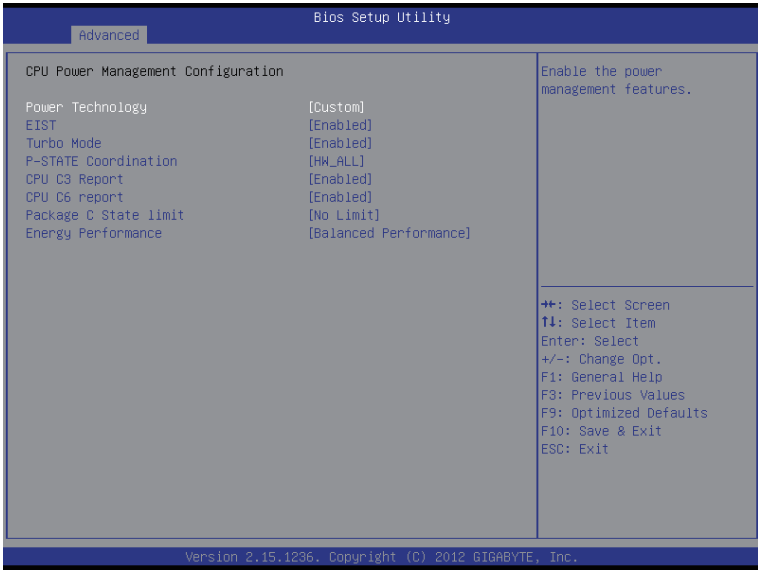 Bios Setup Utility
Advanced
CPU Power Management Configuration
Power Technology [Custom]
EIST [Enabled]
Turbo Mode [Enabled]
P-STATE Coordination [HW_ALL]
CPU C3 Report [Enabled]
CPU C6 report [Enabled]
Package C State limit [No Limit]
Energy Performance [Balanced Performance]
Enable the power
management features.
→←: Select Screen
↑↓: Select Item
Enter: Select
+/-: Change Opt.
F1: General Help
F3: Previous Values
F9: Optimized Defaults
F10: Save & Exit
ESC: Exit
Version 2.15.1236. Copyright (C) 2012 GIGABYTE, Inc.